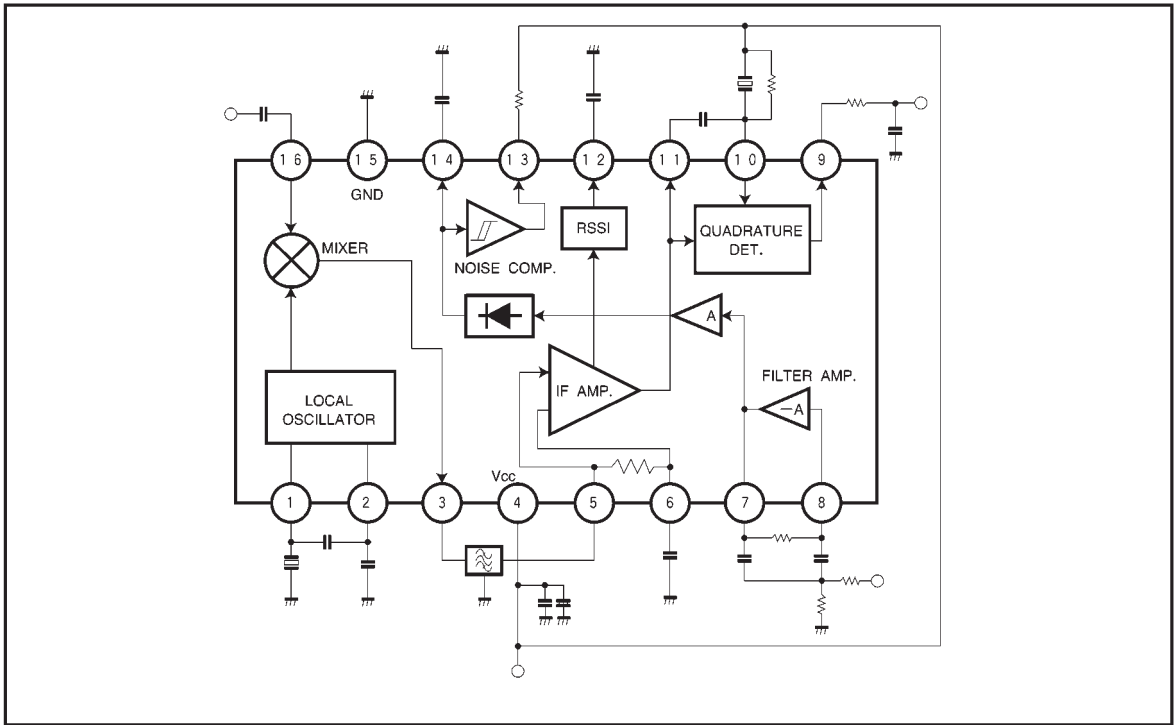 16 15 14 13 12 11 10 9
GND
MIXER
NOISE COMP.
RSSI
QUADRATURE
DET.
A
IF AMP.
FILTER AMP.
−A
LOCAL
OSCILLATOR
Vcc
1 2 3 4 5 6 7 8